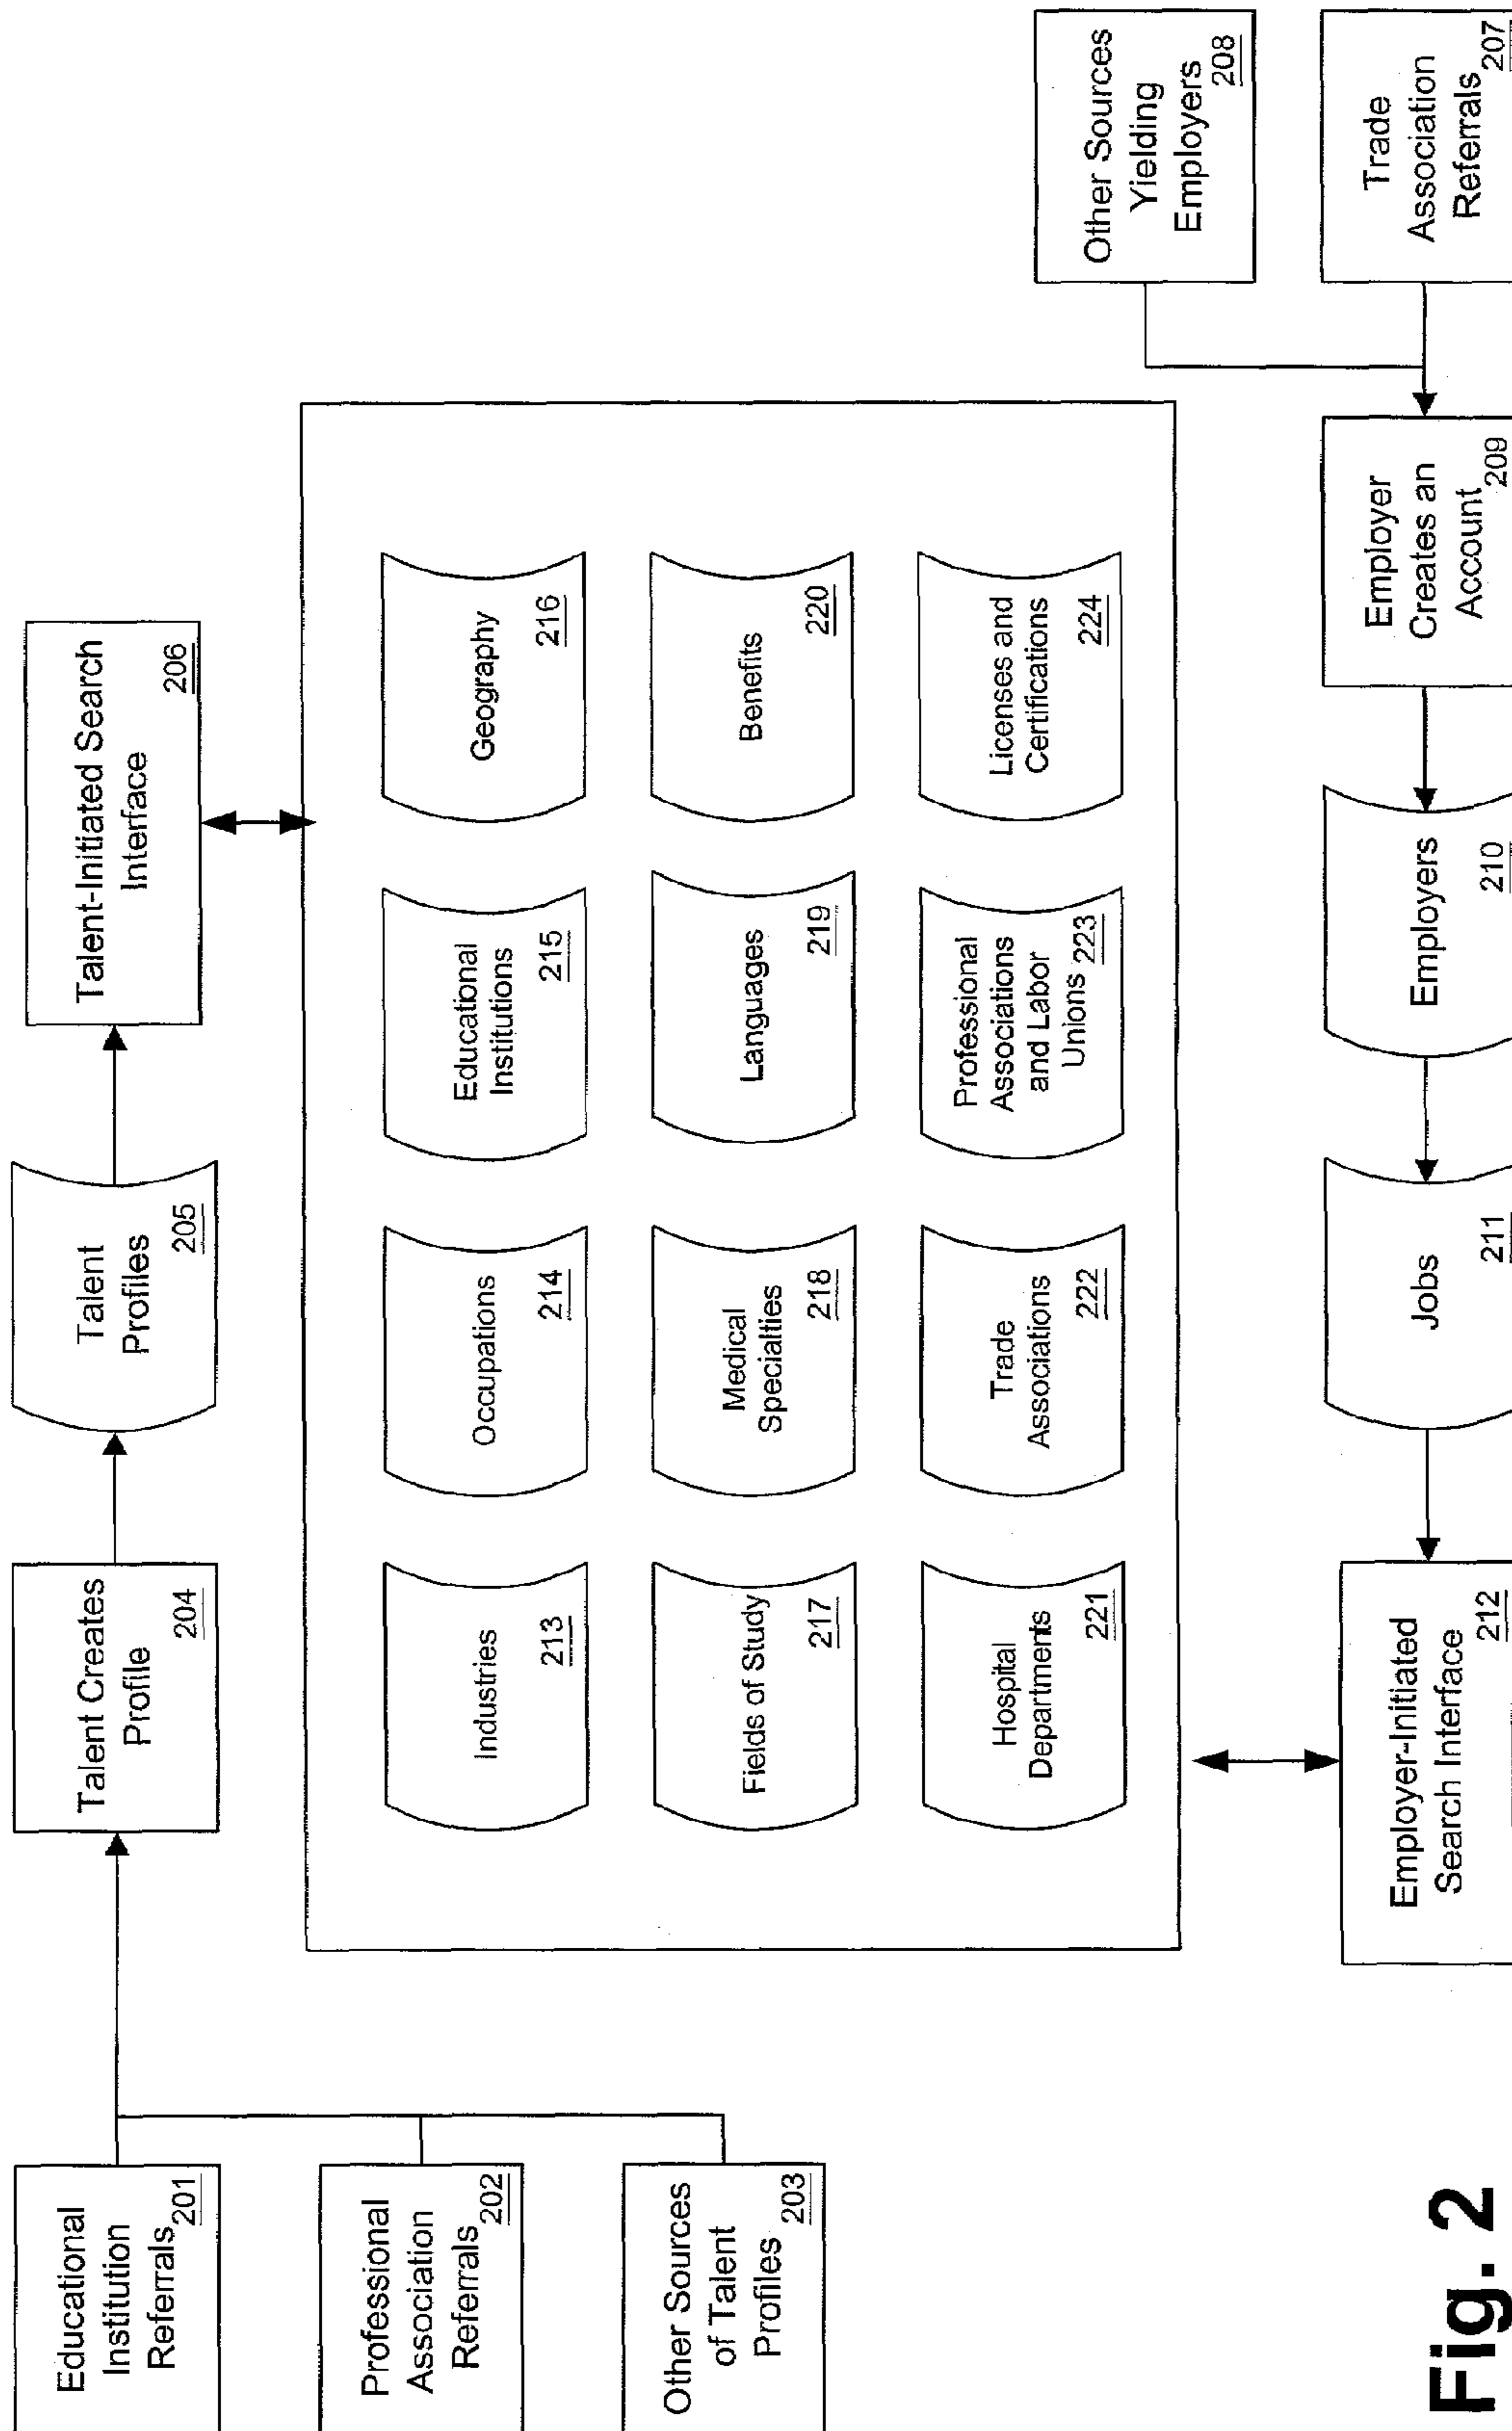 Educational
Institution
Referrals 201
Professional
Association
Referrals 202
Other Sources
of Talent
Profiles 203
Talent Creates
Profile
204
Talent
Profiles
205
Talent-Initiated Search
Interface
206
Industries
213
Occupations
214
Educational
Institutions
215
Geography
216
Fields of Study
217
Medical
Specialties
218
Languages
219
Benefits
220
Hospital
Departments
221
Trade
Associations
222
Professional
Associations
and Labor
Unions 223
Licenses and
Certifications
224
Other Sources
Yielding
Employers
208
Trade
Association
Referrals 207
Employer
Creates an
Account 209
Employers
210
Jobs
211
Employer-Initiated
Search Interface
212
Fig. 2